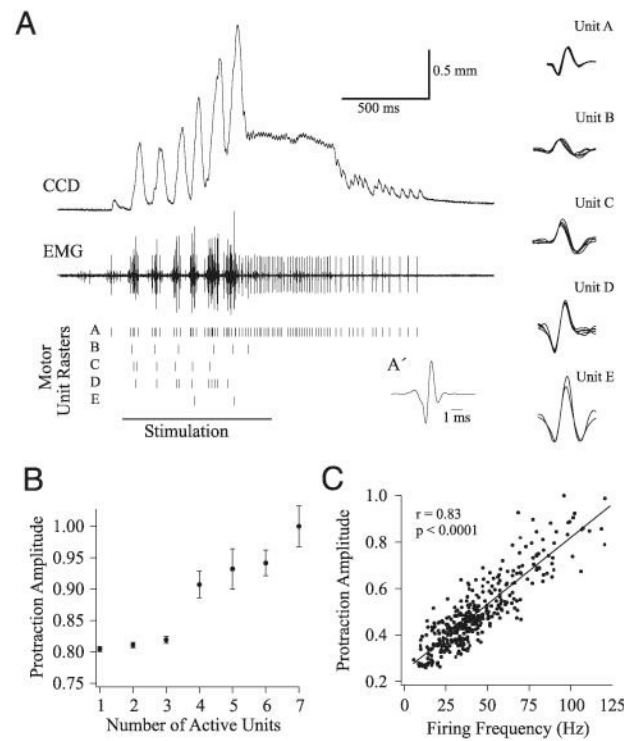 A
0.5 mm
500 ms
CCD
EMG
Motor
Unit Rasters
A
B
C
D
E
Stimulation
A´
1 ms
Unit A
Unit B
Unit C
Unit D
Unit E
B
Protraction Amplitude
1.00
0.95
0.90
0.85
0.80
0.75
1 2 3 4 5 6 7
Number of Active Units
C
r = 0.83
p < 0.0001
Protraction Amplitude
1.0
0.8
0.6
0.4
0.2
0 25 50 75 100 125
Firing Frequency (Hz)